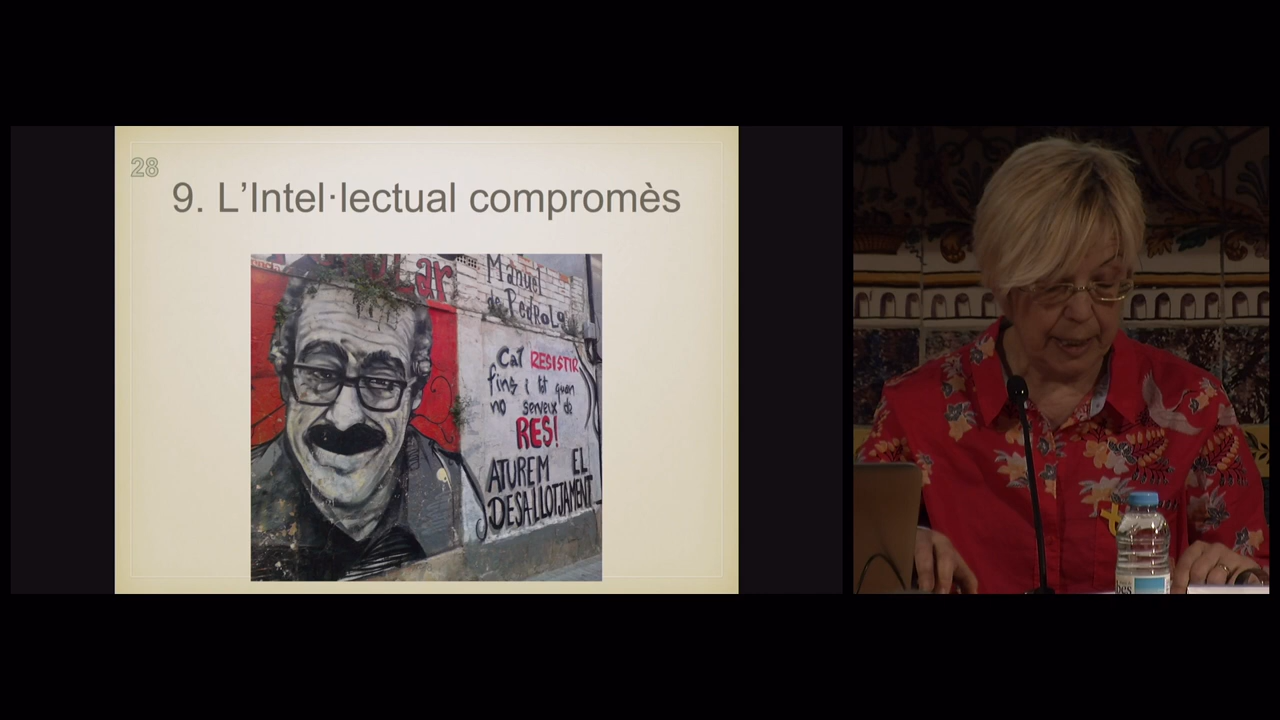 28
9. L’Intel·lectual compromès
Manuel
de PedRoLo
Cal RESISTIR
fins i tot quan
no serveix de
RES!
ATUREM EL
DESALLOTJAMENT